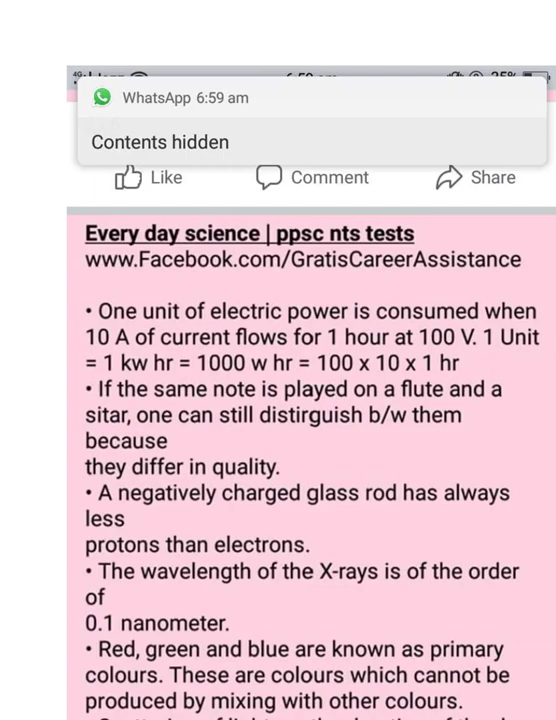 WhatsApp 6:59 am
Contents hidden
Like Comment Share
Every day science | ppsc nts tests
www.Facebook.com/GratisCareerAssistance
• One unit of electric power is consumed when
10 A of current flows for 1 hour at 100 V. 1 Unit
= 1 kw hr = 1000 w hr = 100 x 10 x 1 hr
• If the same note is played on a flute and a
sitar, one can still distirguish b/w them
because
they differ in quality.
• A negatively charged glass rod has always
less
protons than electrons.
• The wavelength of the X-rays is of the order
of
0.1 nanometer.
• Red, green and blue are known as primary
colours. These are colours which cannot be
produced by mixing with other colours.